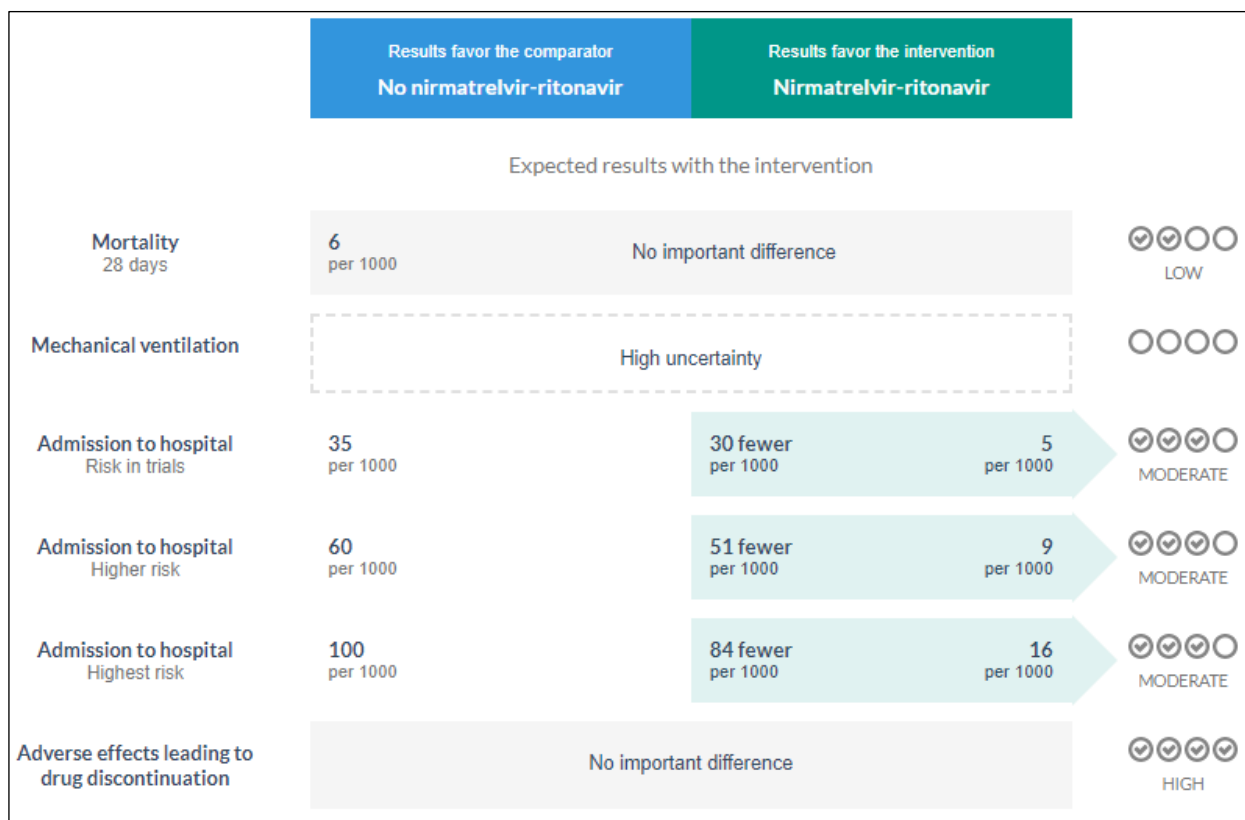 Results favor the comparator
No nirmatrelvir-ritonavir
Results favor the intervention
Nirmatrelvir-ritonavir
Expected results with the intervention
Mortality
28 days
6
per 1000
No important difference
LOW
Mechanical ventilation
High uncertainty
Admission to hospital
Risk in trials
35
per 1000
30 fewer
per 1000
5
per 1000
MODERATE
Admission to hospital
Higher risk
60
per 1000
51 fewer
per 1000
9
per 1000
MODERATE
Admission to hospital
Highest risk
100
per 1000
84 fewer
per 1000
16
per 1000
MODERATE
Adverse effects leading to
drug discontinuation
No important difference
HIGH